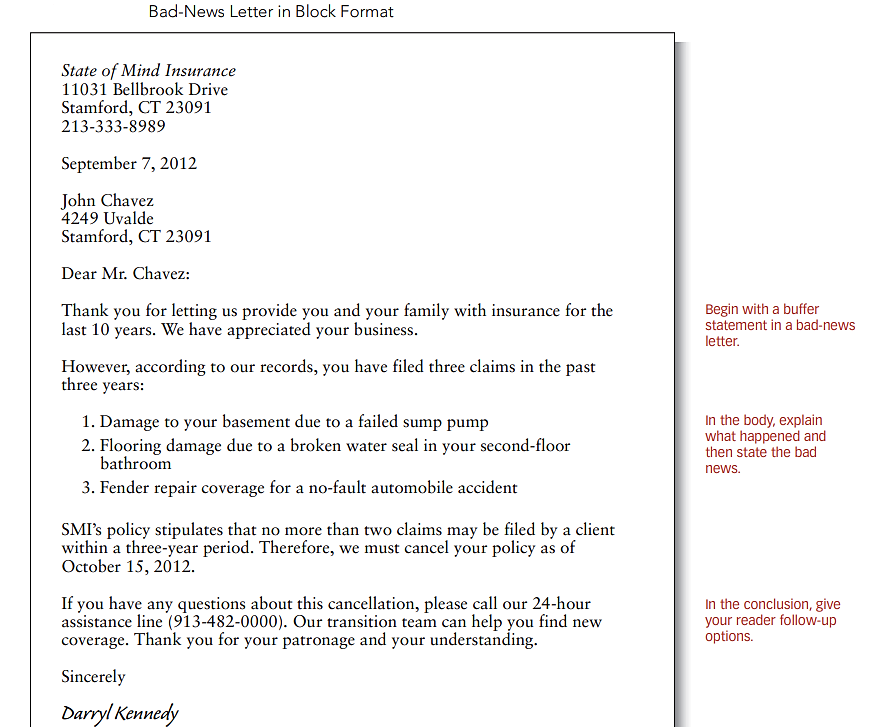 Bad-News Letter in Block Format
State of Mind Insurance
11031 Bellbrook Drive
Stamford, CT 23091
213-333-8989
September 7, 2012
John Chavez
4249 Uvalde
Stamford, CT 23091
Dear Mr. Chavez:
Thank you for letting us provide you and your family with insurance for the
last 10 years. We have appreciated your business.
Begin with a buffer
statement in a bad-news
letter.
However, according to our records, you have filed three claims in the past
three years:
1. Damage to your basement due to a failed sump pump
2. Flooring damage due to a broken water seal in your second-floor
bathroom
3. Fender repair coverage for a no-fault automobile accident
In the body, explain
what happened and
then state the bad
news.
SMI's policy stipulates that no more than two claims may be filed by a client
within a three-year period. Therefore, we must cancel your policy as of
October 15, 2012.
If you have any questions about this cancellation, please call our 24-hour
assistance line (913-482-0000). Our transition team can help you find new
coverage. Thank you for your patronage and your understanding.
In the conclusion, give
your reader follow-up
options.
Sincerely
Darryl Kennedy